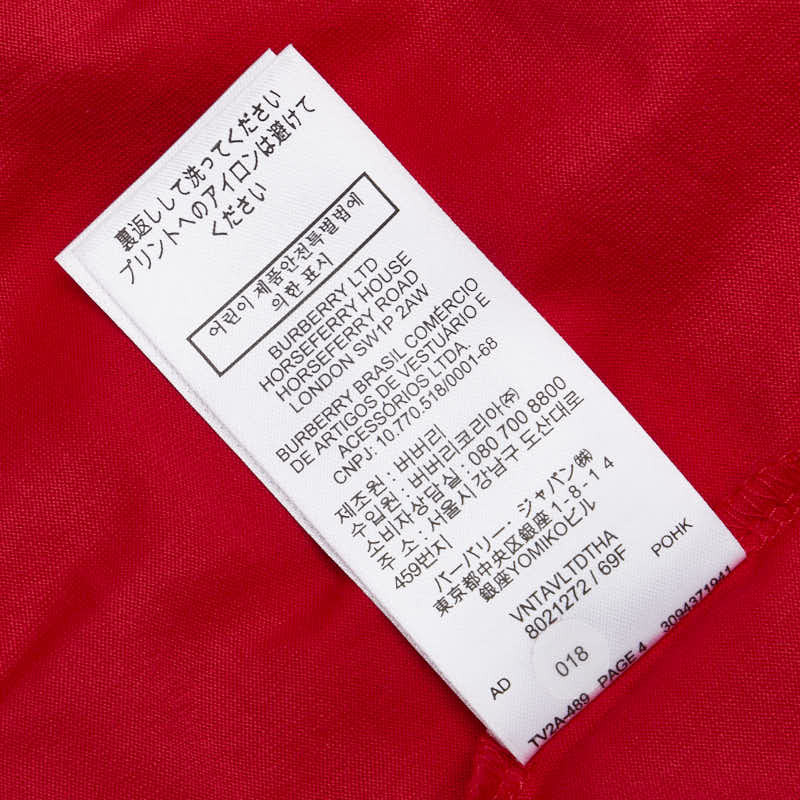 裏返しして洗ってください
プリントへのアイロンは避けて
ください
어린이 제품안전특별법에
의한 표시
BURBERRY LTD
HORSEFERRY HOUSE
HORSEFERRY ROAD
LONDON SW1P 2AW
BURBERRY BRASIL COMÉRCIO
DE ARTIGOS DE VESTUÁRIO E
ACESSÓRIOS LTDA.
CNPJ: 10.770.518/0001-68
제조원 : 버버리
수입원 : 버버리코리아(주)
소비자상담실 : 080 700 8800
주 소 : 서울시 강남구 도산대로
459번지
バーバリー・ジャパン㈱
東京都中央区銀座1-8-14
銀座YOMIKOビル
VNTAVLTDTHA
8021272 / 69F
POHK
AD
018
TV2A-489 PAGE 4 3094371941